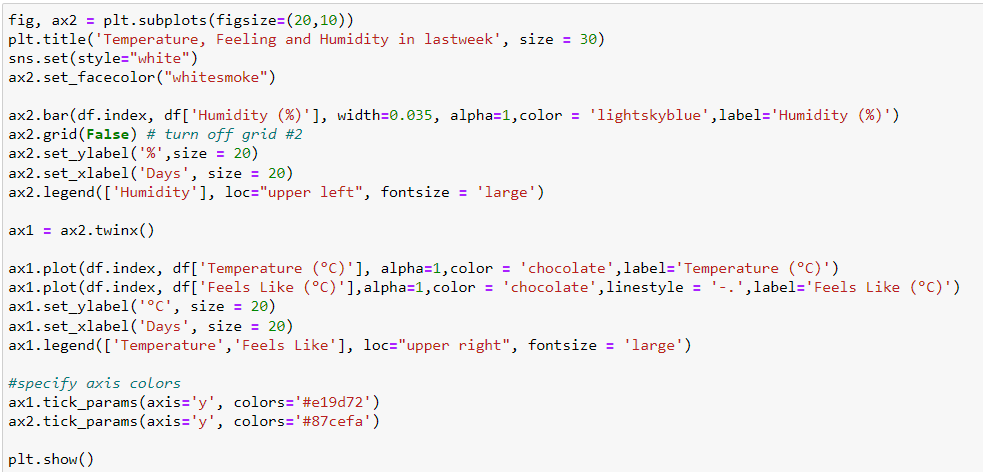 fig, ax2 = plt.subplots(figsize=(20,10))
plt.title('Temperature, Feeling and Humidity in lastweek', size = 30)
sns.set(style="white")
ax2.set_facecolor("whitesmoke")

ax2.bar(df.index, df['Humidity (%)'], width=0.035, alpha=1,color = 'lightskyblue',label='Humidity (%)')
ax2.grid(False) # turn off grid #2
ax2.set_ylabel('%',size = 20)
ax2.set_xlabel('Days', size = 20)
ax2.legend(['Humidity'], loc="upper left", fontsize = 'large')

ax1 = ax2.twinx()

ax1.plot(df.index, df['Temperature (°C)'], alpha=1,color = 'chocolate',label='Temperature (°C)')
ax1.plot(df.index, df['Feels Like (°C)'],alpha=1,color = 'chocolate',linestyle = '-.',label='Feels Like (°C)')
ax1.set_ylabel('°C', size = 20)
ax1.set_xlabel('Days', size = 20)
ax1.legend(['Temperature','Feels Like'], loc="upper right", fontsize = 'large')

#specify axis colors
ax1.tick_params(axis='y', colors='#e19d72')
ax2.tick_params(axis='y', colors='#87cefa')

plt.show()